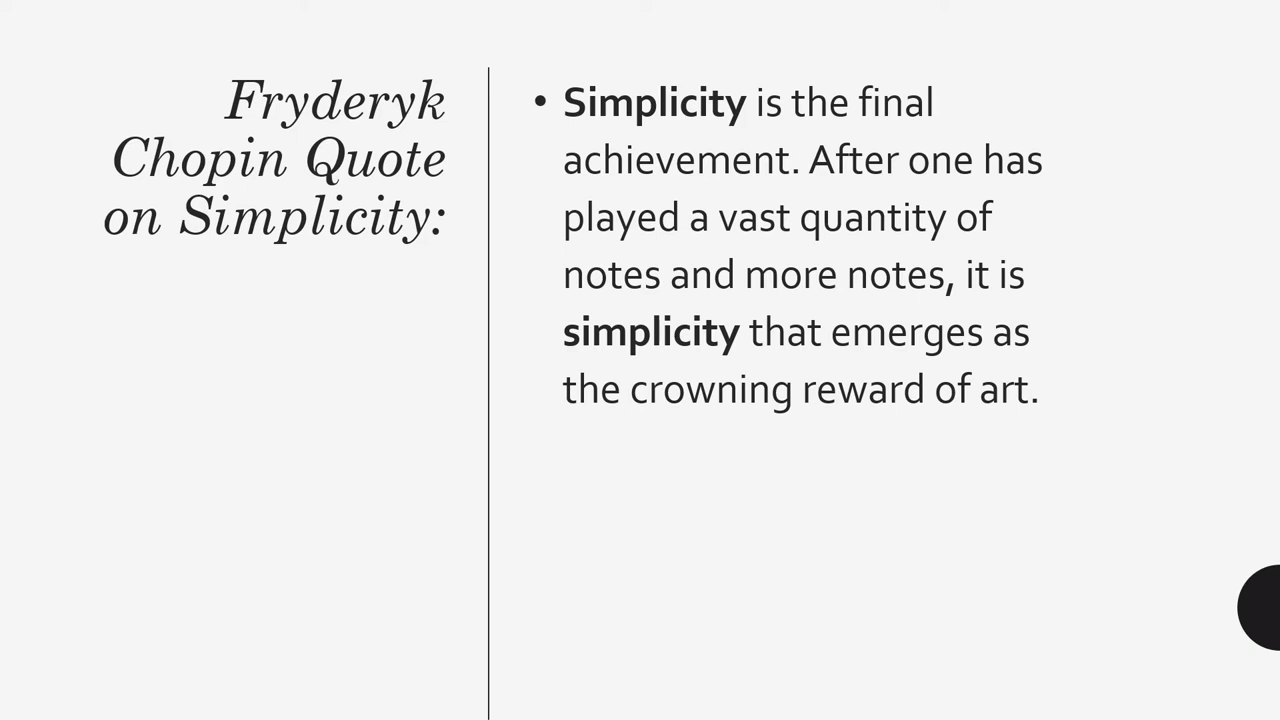 Fryderyk
Chopin Quote
on Simplicity:
• Simplicity is the final
achievement. After one has
played a vast quantity of
notes and more notes, it is
simplicity that emerges as
the crowning reward of art.